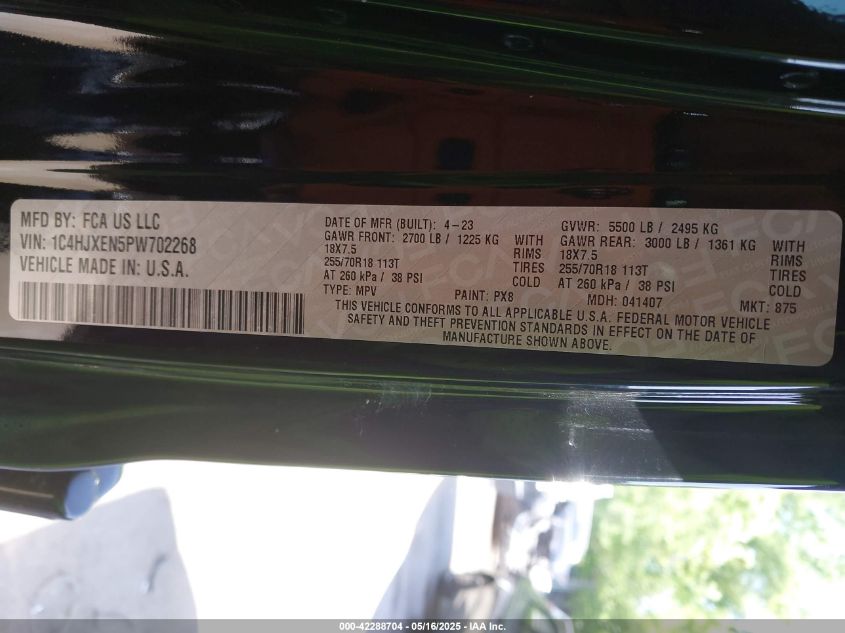 MFD BY: FCA US LLC
VIN: 1C4HJXEN5PW702268
VEHICLE MADE IN: U.S.A.
DATE OF MFR (BUILT): 4-23 GVWR: 5500 LB / 2495 KG
GAWR FRONT: 2700 LB / 1225 KG WITH GAWR REAR: 3000 LB / 1361 KG WITH
18X7.5 RIMS 18X7.5 RIMS
255/70R18 113T TIRES 255/70R18 113T TIRES
AT 260 kPa / 38 PSI COLD AT 260 kPa / 38 PSI COLD
TYPE: MPV PAINT: PX8 MDH: 041407 MKT: 875
THIS VEHICLE CONFORMS TO ALL APPLICABLE U.S.A. FEDERAL MOTOR VEHICLE
SAFETY AND THEFT PREVENTION STANDARDS IN EFFECT ON THE DATE OF
MANUFACTURE SHOWN ABOVE.
000-42288704 - 05/16/2025 - IAA Inc.